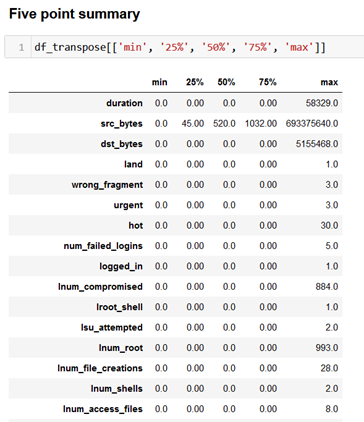 Five point summary
1 df_transpose[['min', '25%', '50%', '75%', 'max']]
min 25% 50% 75% max
duration 0.0 0.00 0.0 0.00 58329.0
src_bytes 0.0 45.00 520.0 1032.00 693375640.0
dst_bytes 0.0 0.00 0.0 0.00 5155468.0
land 0.0 0.00 0.0 0.00 1.0
wrong_fragment 0.0 0.00 0.0 0.00 3.0
urgent 0.0 0.00 0.0 0.00 3.0
hot 0.0 0.00 0.0 0.00 30.0
num_failed_logins 0.0 0.00 0.0 0.00 5.0
logged_in 0.0 0.00 0.0 0.00 1.0
lnum_compromised 0.0 0.00 0.0 0.00 884.0
lroot_shell 0.0 0.00 0.0 0.00 1.0
lsu_attempted 0.0 0.00 0.0 0.00 2.0
lnum_root 0.0 0.00 0.0 0.00 993.0
lnum_file_creations 0.0 0.00 0.0 0.00 28.0
lnum_shells 0.0 0.00 0.0 0.00 2.0
lnum_access_files 0.0 0.00 0.0 0.00 8.0